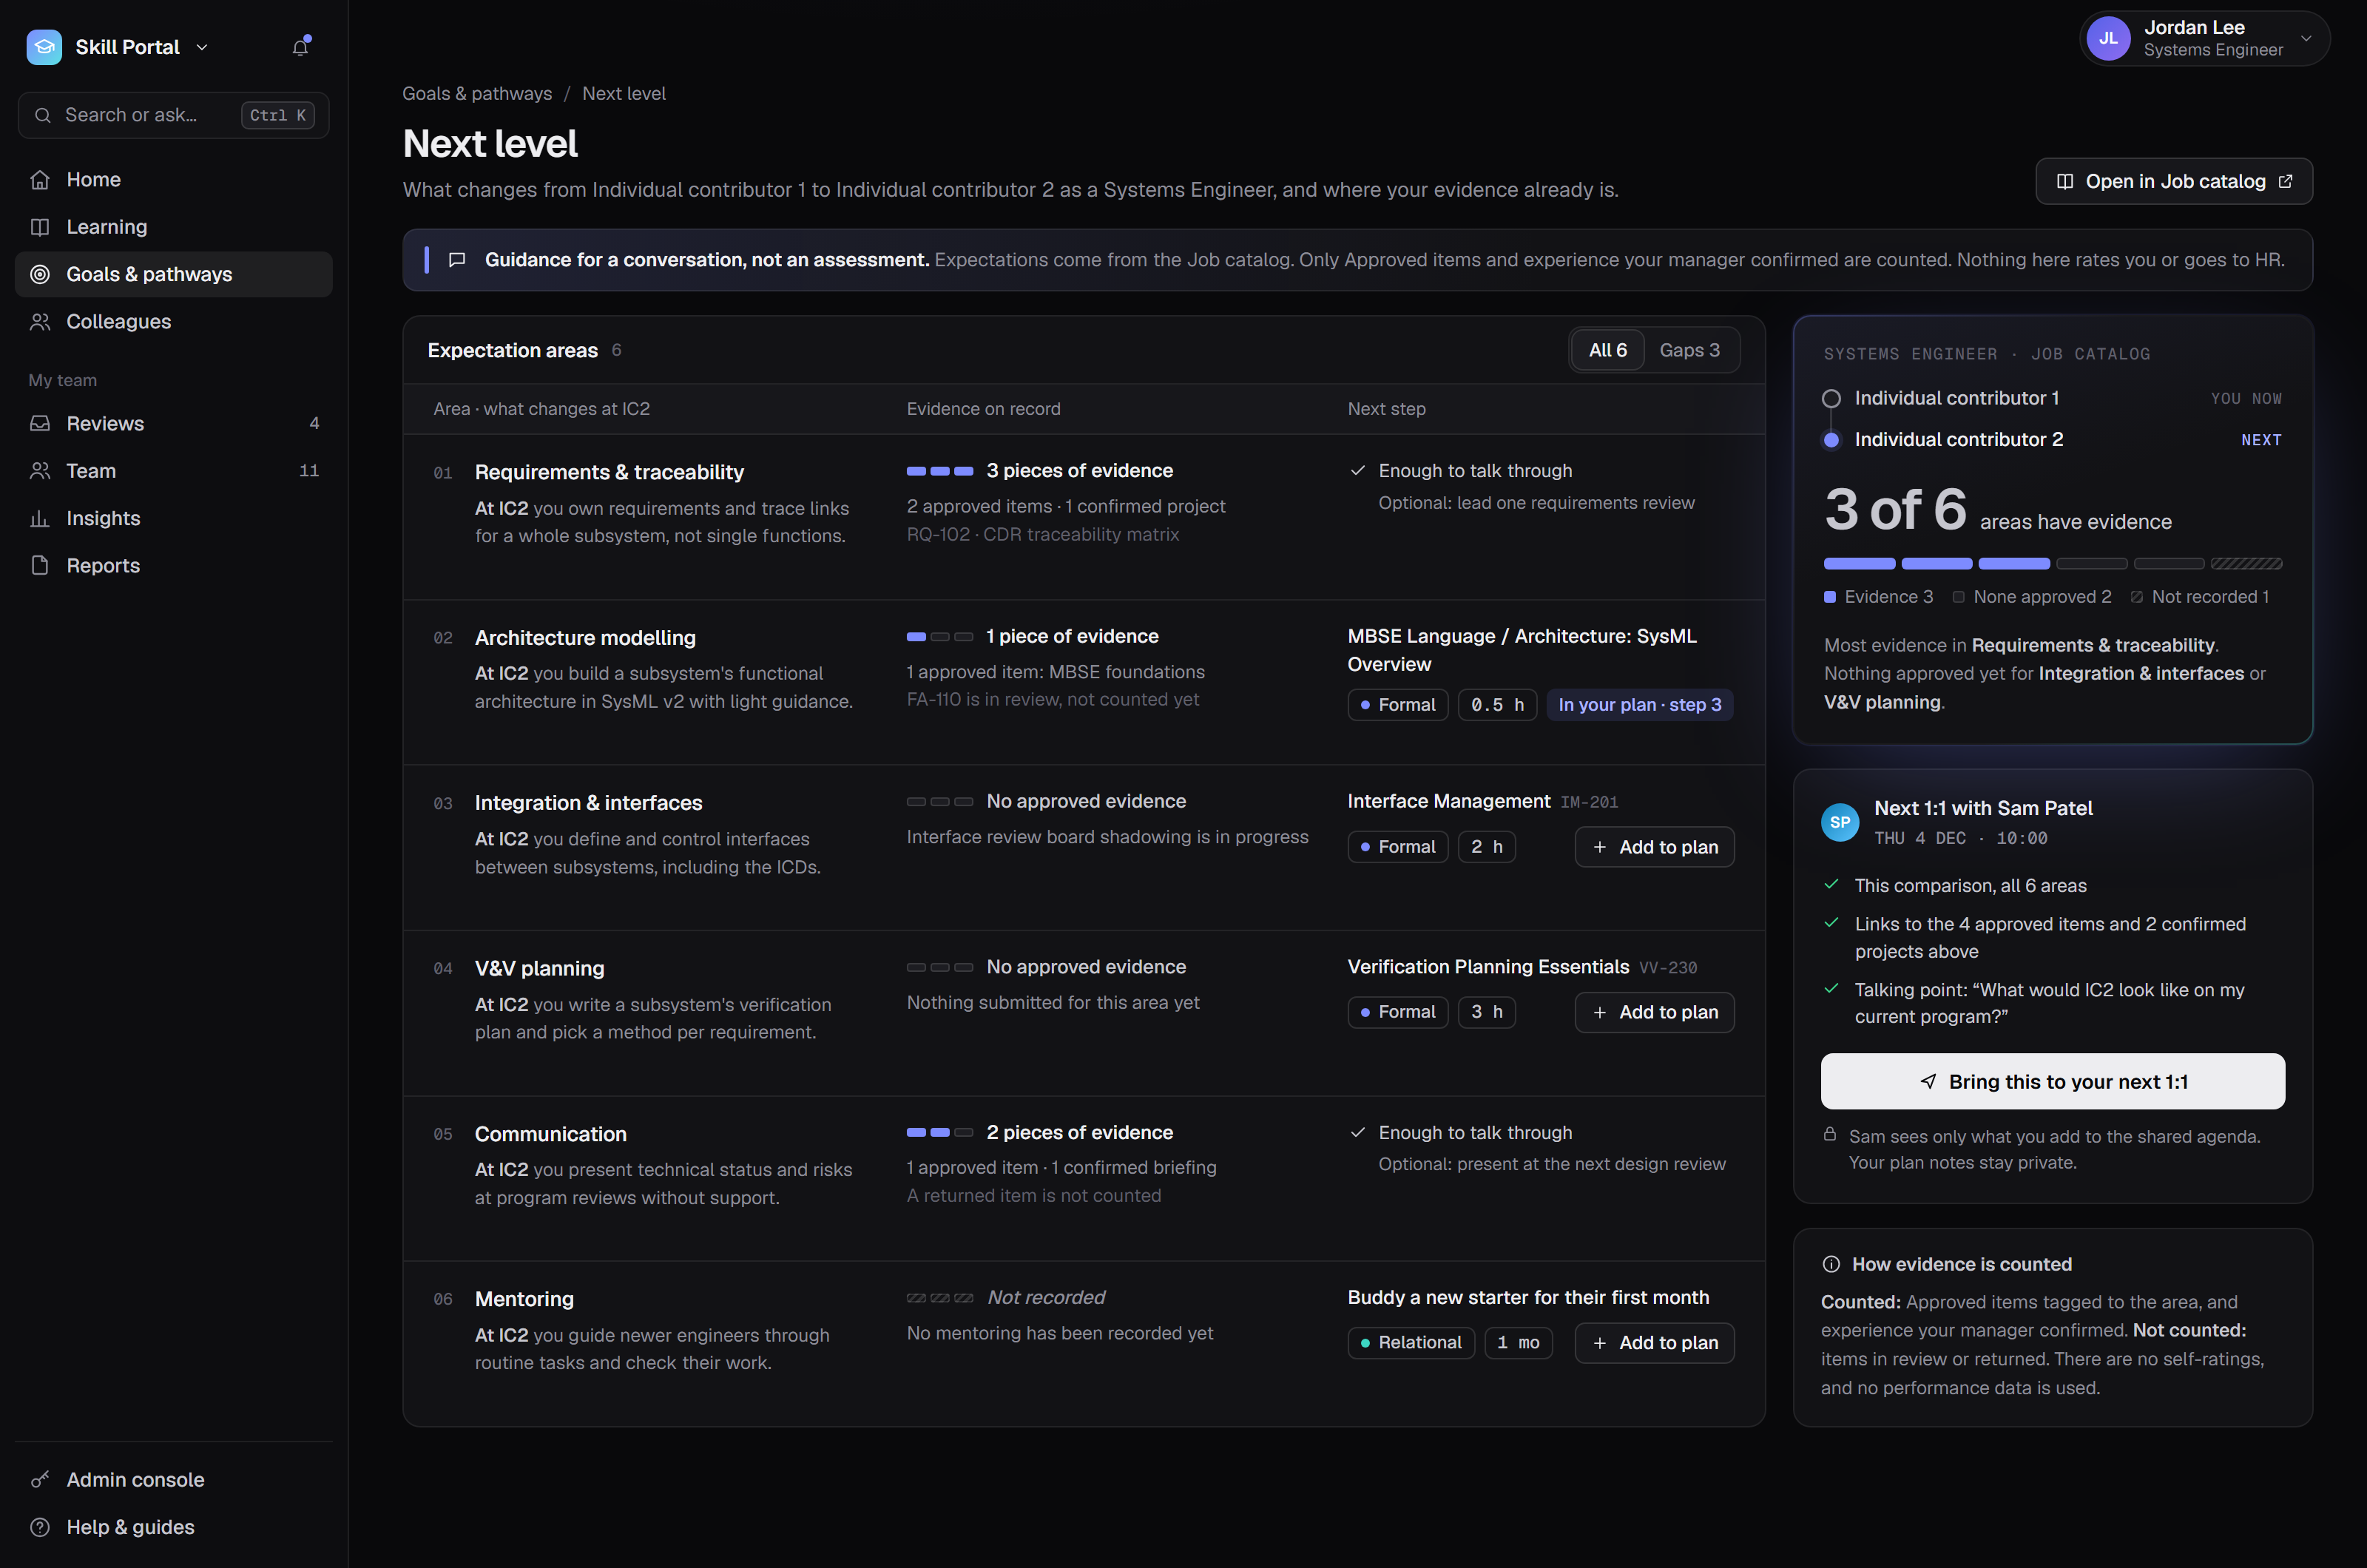 Skill Portal
Search or ask...
Ctrl K
Home
Learning
Goals & pathways
Colleagues
My team
Reviews 4
Team 11
Insights
Reports
Admin console
Help & guides
JL
Jordan Lee
Systems Engineer
Goals & pathways / Next level
Next level
What changes from Individual contributor 1 to Individual contributor 2 as a Systems Engineer, and where your evidence already is.
Open in Job catalog
Guidance for a conversation, not an assessment. Expectations come from the Job catalog. Only Approved items and experience your manager confirmed are counted. Nothing here rates you or goes to HR.
Expectation areas 6
All 6 Gaps 3
Area · what changes at IC2
Evidence on record
Next step
01 Requirements & traceability
At IC2 you own requirements and trace links
for a whole subsystem, not single functions.
3 pieces of evidence
2 approved items · 1 confirmed project
RQ-102 · CDR traceability matrix
Enough to talk through
Optional: lead one requirements review
02 Architecture modelling
At IC2 you build a subsystem's functional
architecture in SysML v2 with light guidance.
1 piece of evidence
1 approved item: MBSE foundations
FA-110 is in review, not counted yet
MBSE Language / Architecture: SysML
Overview
Formal 0.5 h In your plan · step 3
03 Integration & interfaces
At IC2 you define and control interfaces
between subsystems, including the ICDs.
No approved evidence
Interface review board shadowing is in progress
Interface Management IM-201
Formal 2 h + Add to plan
04 V&V planning
At IC2 you write a subsystem's verification
plan and pick a method per requirement.
No approved evidence
Nothing submitted for this area yet
Verification Planning Essentials VV-230
Formal 3 h + Add to plan
05 Communication
At IC2 you present technical status and risks
at program reviews without support.
2 pieces of evidence
1 approved item · 1 confirmed briefing
A returned item is not counted
Enough to talk through
Optional: present at the next design review
06 Mentoring
At IC2 you guide newer engineers through
routine tasks and check their work.
Not recorded
No mentoring has been recorded yet
Buddy a new starter for their first month
Relational 1 mo + Add to plan
SYSTEMS ENGINEER · JOB CATALOG
Individual contributor 1 YOU NOW
Individual contributor 2 NEXT
3 of 6 areas have evidence
Evidence 3 None approved 2 Not recorded 1
Most evidence in Requirements & traceability.
Nothing approved yet for Integration & interfaces or
V&V planning.
SP
Next 1:1 with Sam Patel
THU 4 DEC · 10:00
This comparison, all 6 areas
Links to the 4 approved items and 2 confirmed
projects above
Talking point: “What would IC2 look like on my
current program?”
Bring this to your next 1:1
Sam sees only what you add to the shared agenda.
Your plan notes stay private.
How evidence is counted
Counted: Approved items tagged to the area, and
experience your manager confirmed. Not counted:
items in review or returned. There are no self-ratings,
and no performance data is used.